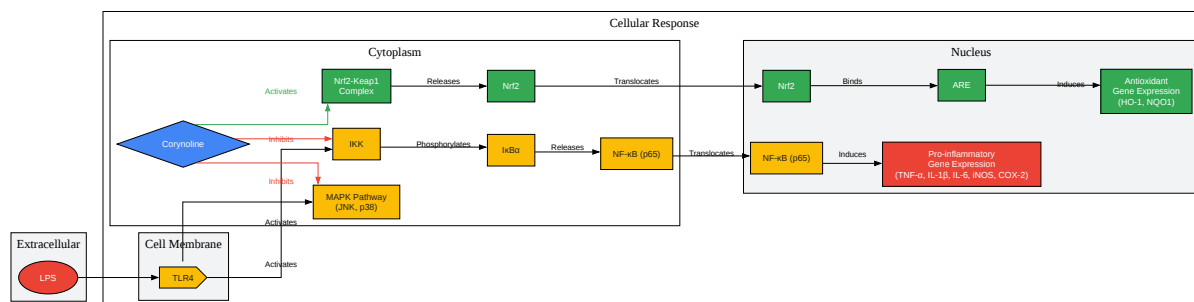 Cellular Response
Cytoplasm
Nucleus
Nrf2-Keap1
Complex
Releases
Nrf2
Translocates
Nrf2
Binds
ARE
Induces
Antioxidant
Gene Expression
(HO-1, NQO1)
Activates
Corynoline
Inhibits
IKK
Phosphorylates
IκBα
Releases
NF-κB (p65)
Translocates
NF-κB (p65)
Induces
Pro-inflammatory
Gene Expression
(TNF-α, IL-1β, IL-6, iNOS, COX-2)
Inhibits
MAPK Pathway
(JNK, p38)
Activates
Extracellular
Cell Membrane
LPS
TLR4
Activates